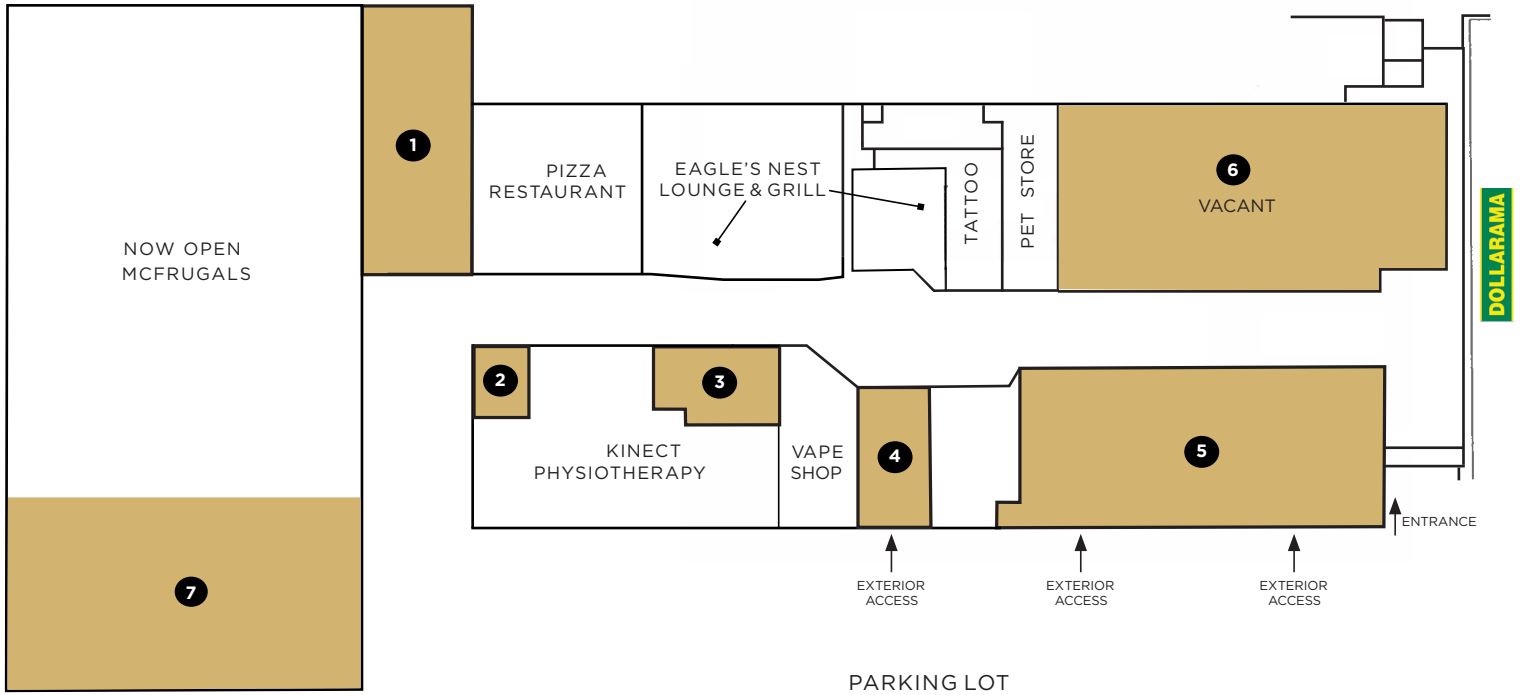 1
PIZZA
RESTAURANT
EAGLE'S NEST
LOUNGE & GRILL
TATTOO
PET STORE
6
VACANT
DOLLARAMA
NOW OPEN
MCFRUGALS
2
3
KINECT
PHYSIOTHERAPY
VAPE
SHOP
4
5
ENTRANCE
7
EXTERIOR
ACCESS
EXTERIOR
ACCESS
EXTERIOR
ACCESS
PARKING LOT